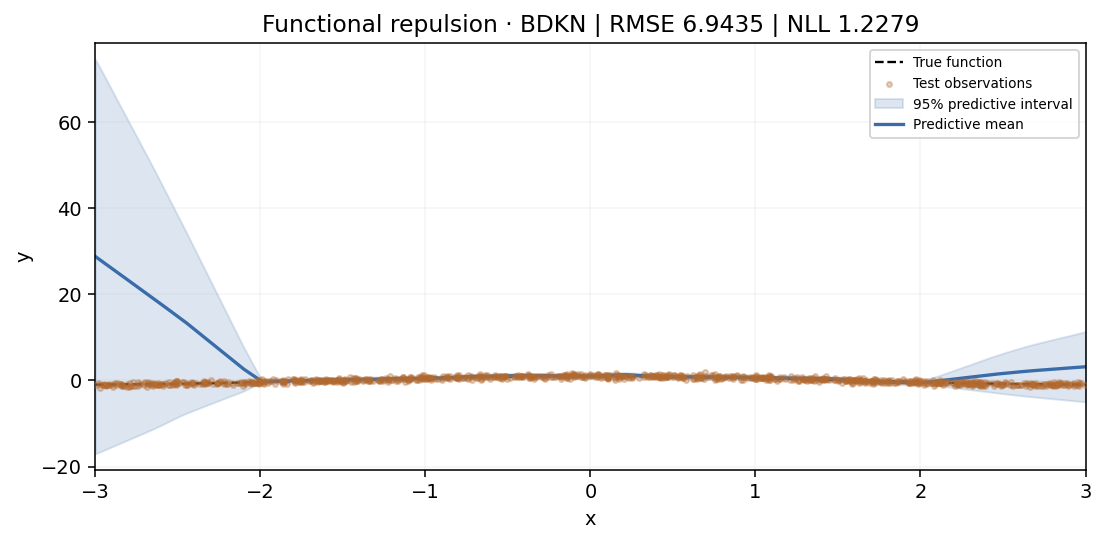 Functional repulsion · BDKN | RMSE 6.9435 | NLL 1.2279
True function
Test observations
95% predictive interval
Predictive mean
y
60
40
20
0
−20
−3
−2
−1
0
1
2
3
x